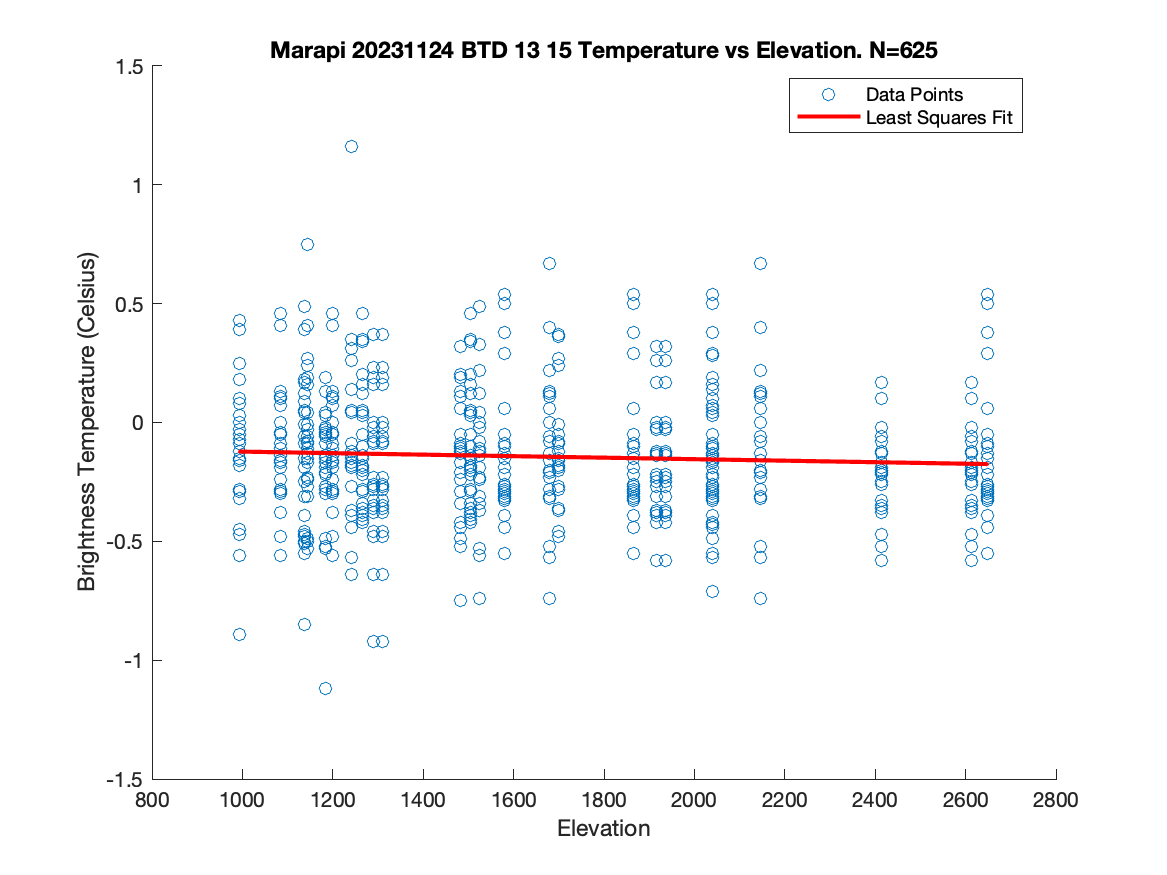 Marapi 20231124 BTD 13 15 Temperature vs Elevation. N=625
1.5
1
0.5
0
-0.5
-1
-1.5
Brightness Temperature (Celsius)
Data Points
Least Squares Fit
800 1000 1200 1400 1600 1800 2000 2200 2400 2600 2800
Elevation